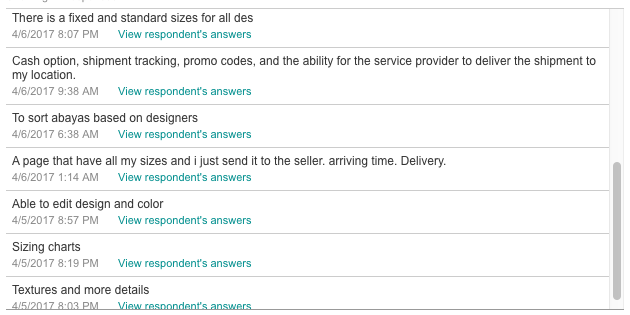 There is a fixed and standard sizes for all des
4/6/2017 8:07 PM View respondent's answers
Cash option, shipment tracking, promo codes, and the ability for the service provider to deliver the shipment to
my location.
4/6/2017 9:38 AM View respondent's answers
To sort abayas based on designers
4/6/2017 6:38 AM View respondent's answers
A page that have all my sizes and i just send it to the seller. arriving time. Delivery.
4/6/2017 1:14 AM View respondent's answers
Able to edit design and color
4/5/2017 8:57 PM View respondent's answers
Sizing charts
4/5/2017 8:19 PM View respondent's answers
Textures and more details
4/5/2017 8:03 PM View respondent's answers